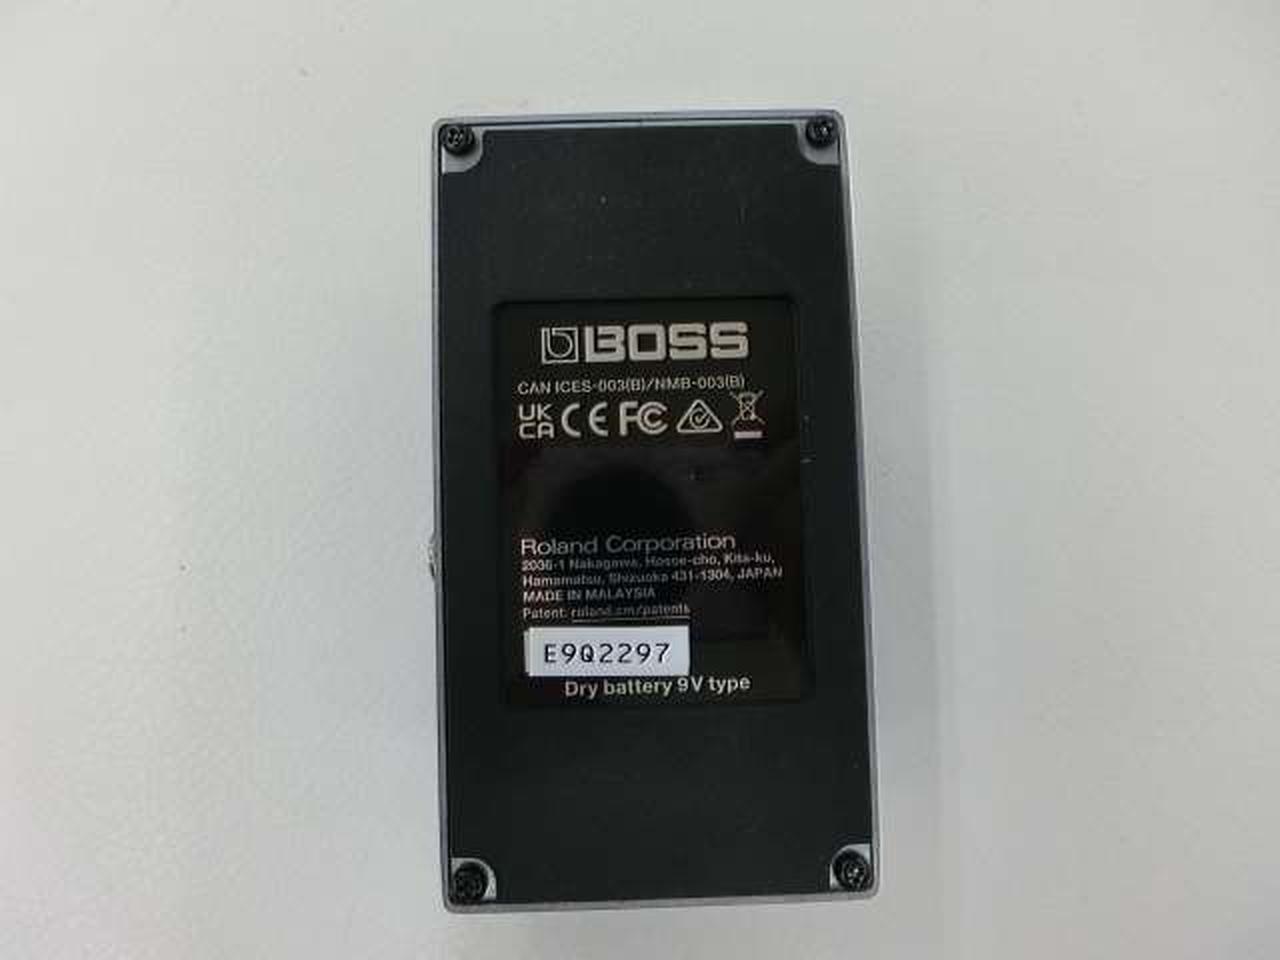 BOSS
CAN ICES-003(B)/NMB-003(B)
UK CA CE FC
Roland Corporation
2036-1 Nakagawa, Hosoe-cho, Kita-ku,
Hamamatsu, Shizuoka 431-1304, JAPAN
MADE IN MALAYSIA
Patent: roland.cm/patents
E9Q2297
Dry battery 9V type